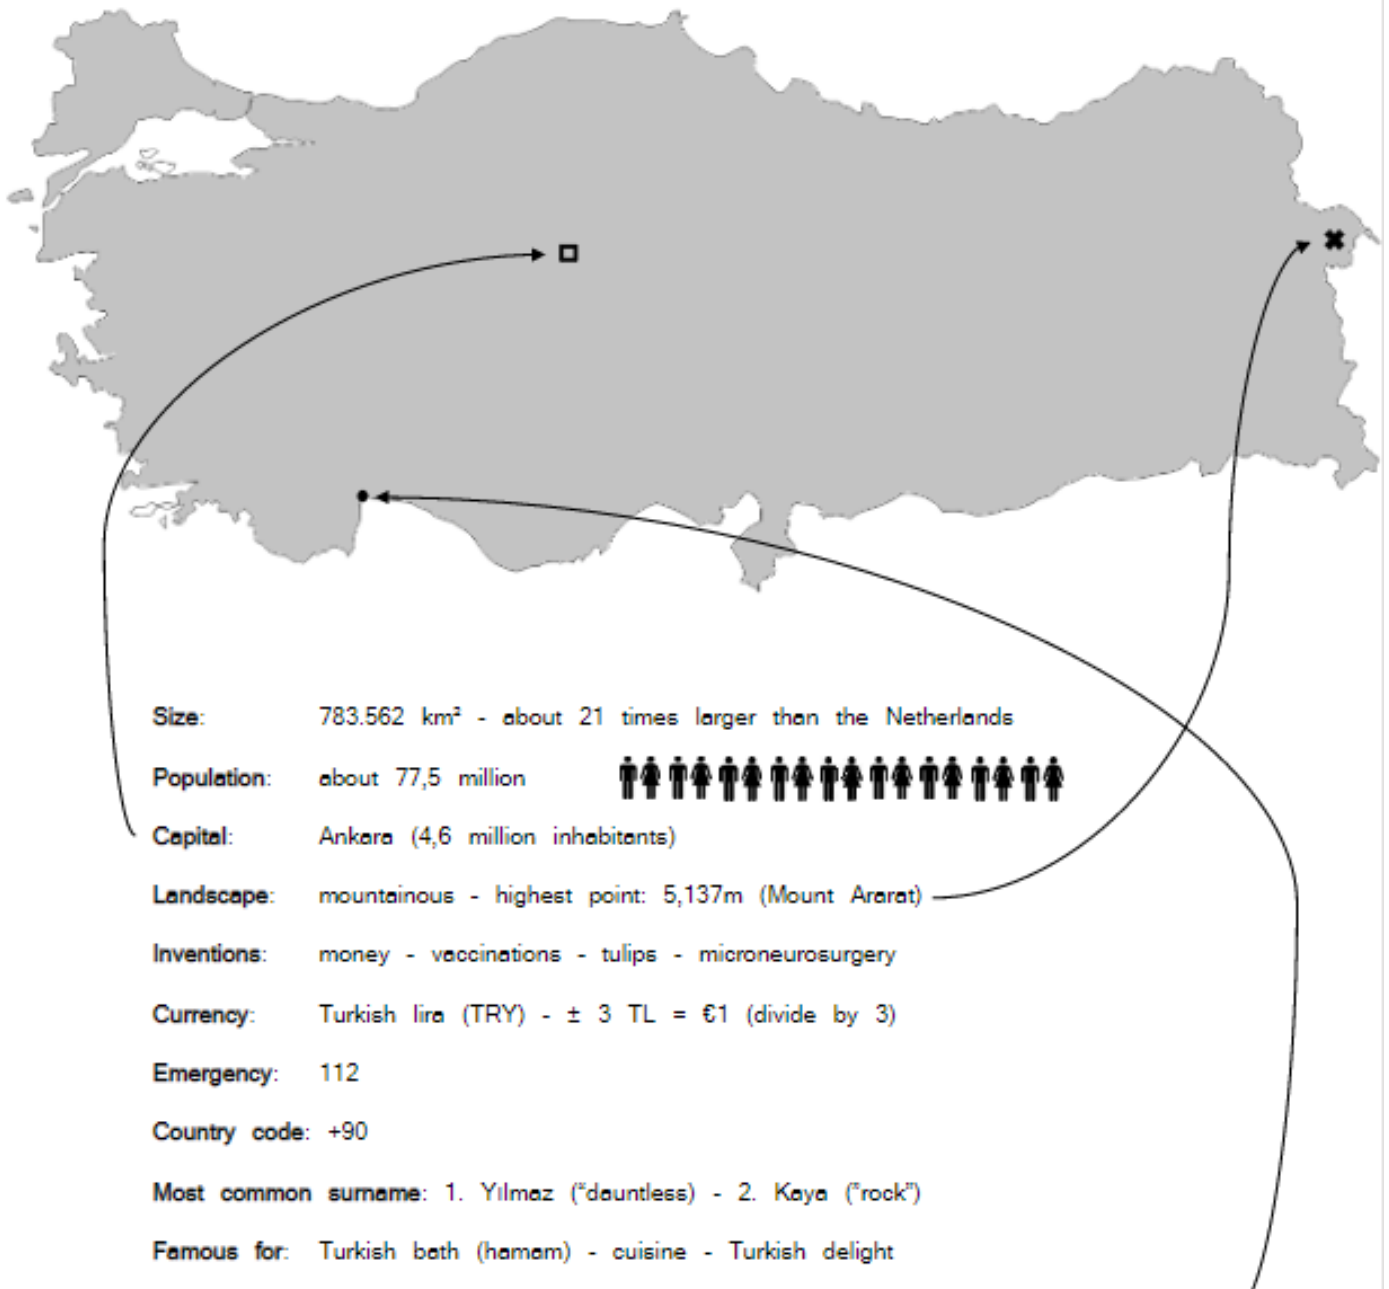 Size: 783.562 km² - about 21 times larger than the Netherlands
Population: about 77,5 million
Capital: Ankara (4,6 million inhabitants)
Landscape: mountainous - highest point: 5,137m (Mount Ararat)
Inventions: money - vaccinations - tulips - microneurosurgery
Currency: Turkish lira (TRY) - ± 3 TL = €1 (divide by 3)
Emergency: 112
Country code: +90
Most common surname: 1. Yılmaz ("dauntless) - 2. Kaya ("rock")
Famous for: Turkish bath (hamam) - cuisine - Turkish delight